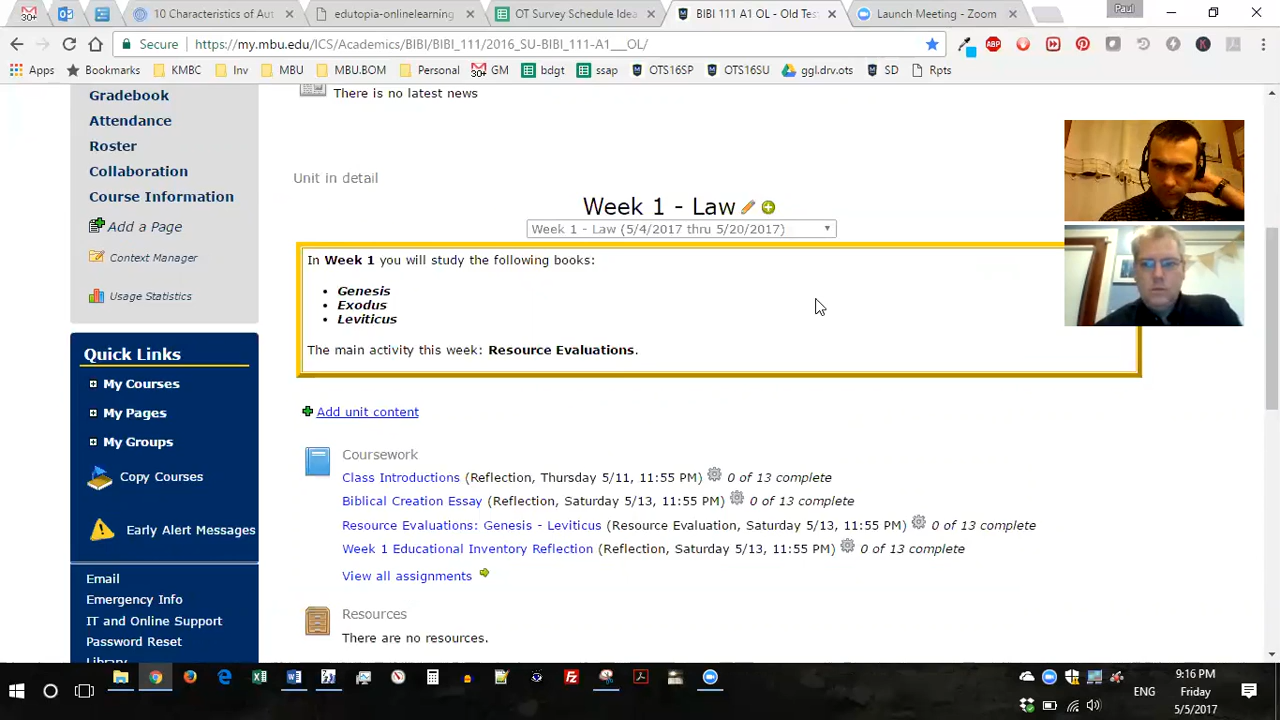 10 Characteristics of Aut
edutopia-onlinelearning
OT Survey Schedule Idea
BIBI 111 A1 OL - Old Test
Launch Meeting - Zoom
Paul
Secure https://my.mbu.edu/ICS/Academics/BIBI/BIBI_111/2016_SU-BIBI_111-A1___OL/
Apps Bookmarks KMBC Inv MBU MBU.BOM Personal GM bdgt ssap OTS16SP OTS16SU ggl.drv.ots SD Rpts
Gradebook
Attendance
Roster
Collaboration
Course Information
Add a Page
Context Manager
Usage Statistics
Quick Links
My Courses
My Pages
My Groups
Copy Courses
Early Alert Messages
Email
Emergency Info
IT and Online Support
Password Reset
Library
There is no latest news
Unit in detail
Week 1 - Law
Week 1 - Law (5/4/2017 thru 5/20/2017)
In Week 1 you will study the following books:
• Genesis
• Exodus
• Leviticus
The main activity this week: Resource Evaluations.
Add unit content
Coursework
Class Introductions (Reflection, Thursday 5/11, 11:55 PM) 0 of 13 complete
Biblical Creation Essay (Reflection, Saturday 5/13, 11:55 PM) 0 of 13 complete
Resource Evaluations: Genesis - Leviticus (Resource Evaluation, Saturday 5/13, 11:55 PM) 0 of 13 complete
Week 1 Educational Inventory Reflection (Reflection, Saturday 5/13, 11:55 PM) 0 of 13 complete
View all assignments
Resources
There are no resources.
ENG
9:16 PM
Friday
5/5/2017